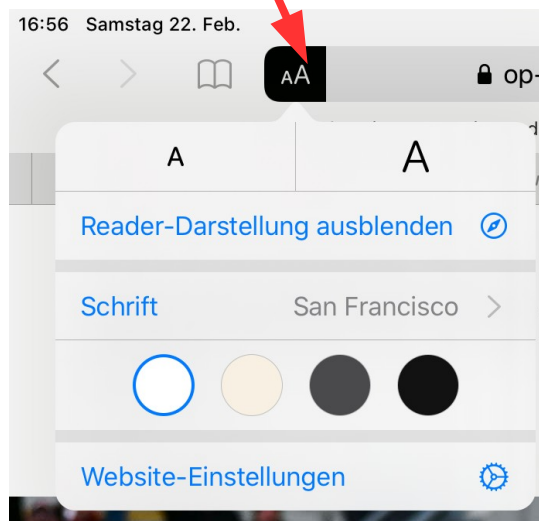 16:56 Samstag 22. Feb.
AA op-
A A
Reader-Darstellung ausblenden
Schrift San Francisco
Website-Einstellungen